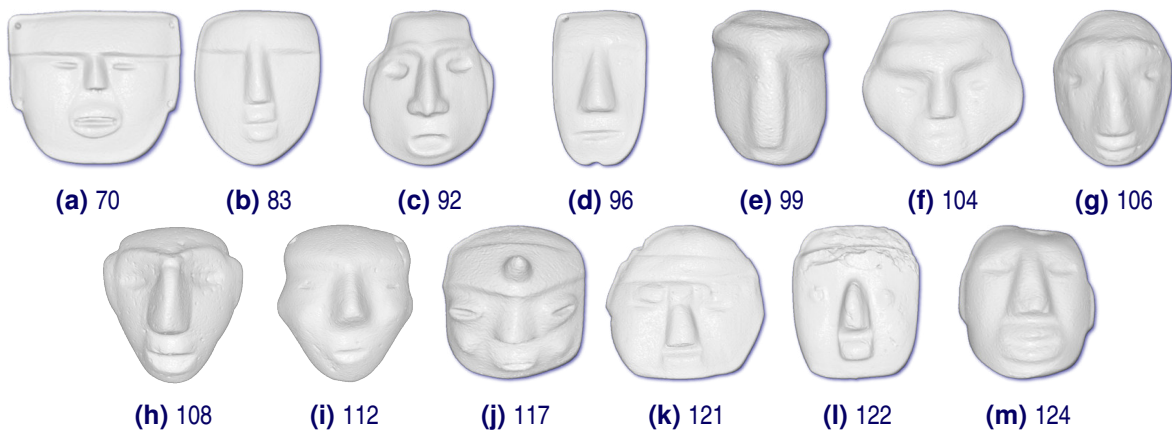 (a) 70 (b) 83 (c) 92 (d) 96 (e) 99 (f) 104 (g) 106
(h) 108 (i) 112 (j) 117 (k) 121 (l) 122 (m) 124